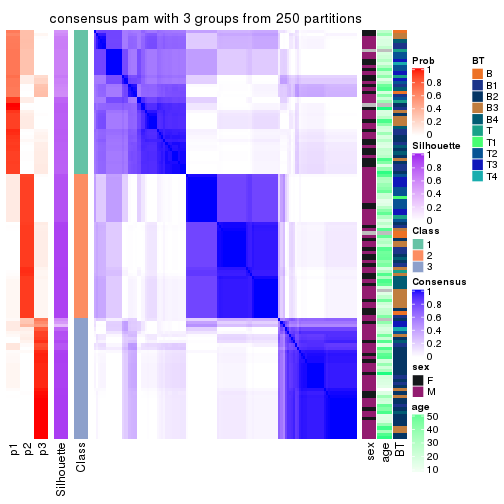 consensus pam with 3 groups from 250 partitions
Prob
1
0.8
0.6
0.4
0.2
0
Silhouette
1
0.8
0.6
0.4
0.2
0
Class
1
2
3
Consensus
1
0.8
0.6
0.4
0.2
0
sex
F
M
age
50
40
30
20
10
BT
B
B1
B2
B3
B4
T
T1
T2
T3
T4
p1
p2
p3
Silhouette
Class
sex
age
BT